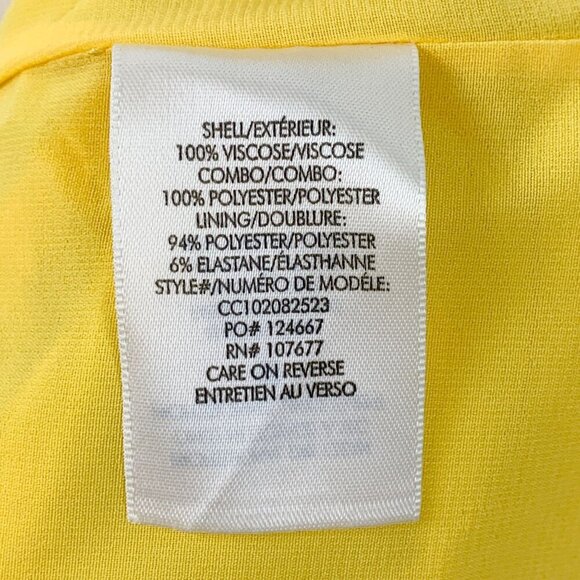 SHELL/EXTÉRIEUR:
100% VISCOSE/VISCOSE
COMBO/COMBO:
100% POLYESTER/POLYESTER
LINING/DOUBLURE:
94% POLYESTER/POLYESTER
6% ELASTANE/ÉLASTHANNE
STYLE#/NUMÉRO DE MODÉLE:
CC102082523
PO# 124667
RN# 107677
CARE ON REVERSE
ENTRETIEN AU VERSO